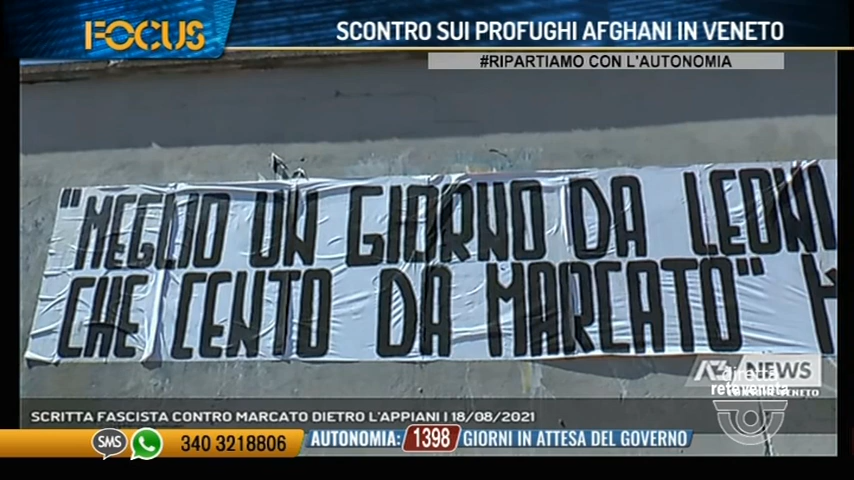 FOCUS
SCONTRO SUI PROFUGHI AFGHANI IN VENETO
#RIPARTIAMO CON L'AUTONOMIA
"MEGLIO UN GIORNO DA LEONI
CHE CENTO DA MARCATO"
NEWS
diretta
reteveneta
VENETO
SCRITTA FASCISTA CONTRO MARCATO DIETRO L'APPIANI | 18/08/2021
SMS 340 3218806 AUTONOMIA: 1398 GIORNI IN ATTESA DEL GOVERNO